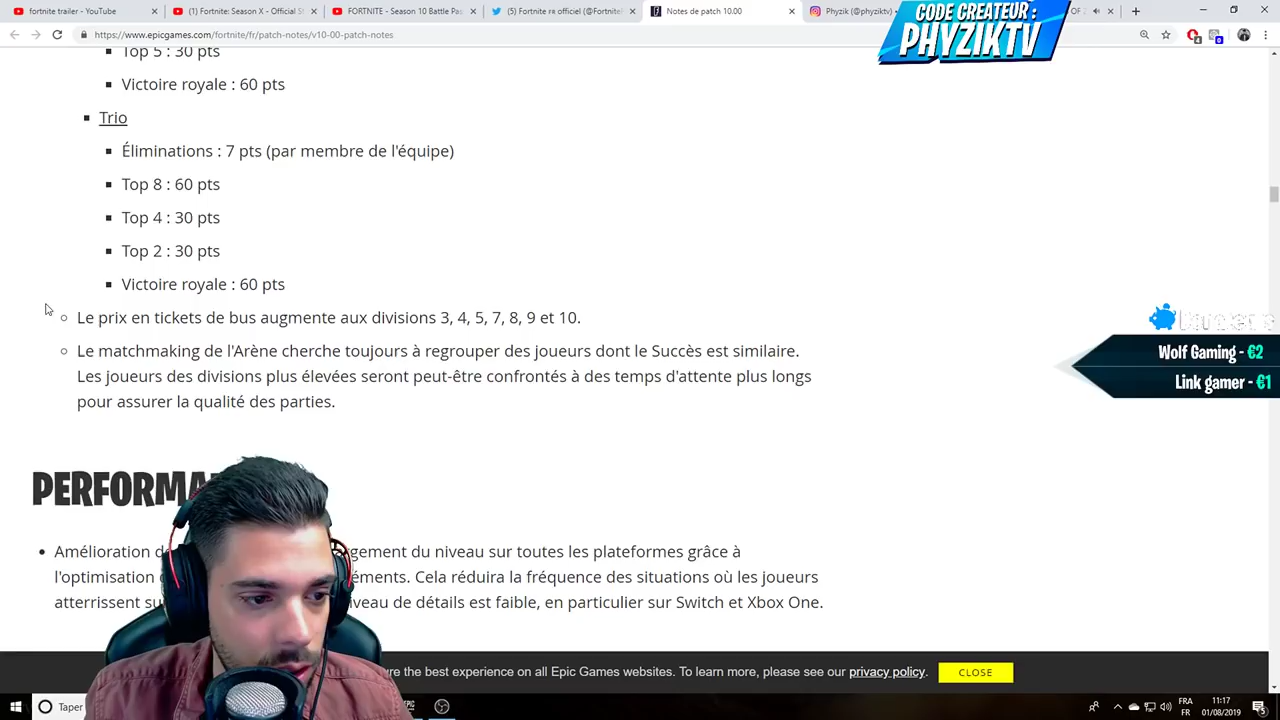 fortnite trailer - YouTube
(1) Fortnite: Season X - Official St
FORTNITE - Season 10 Battle Pas
(5) Fortnite re officiel (@FortniteF
Notes de patch 10.00
Phyzik (@phyziktv)
https://www.epicgames.com/fortnite/fr/patch-notes/v10-00-patch-notes
CODE CREATEUR :
PHYZIKTV
Top 5 : 30 pts
Victoire royale : 60 pts
Trio
Éliminations : 7 pts (par membre de l'équipe)
Top 8 : 60 pts
Top 4 : 30 pts
Top 2 : 30 pts
Victoire royale : 60 pts
Le prix en tickets de bus augmente aux divisions 3, 4, 5, 7, 8, 9 et 10.
Le matchmaking de l'Arène cherche toujours à regrouper des joueurs dont le Succès est similaire.
Les joueurs des divisions plus élevées seront peut-être confrontés à des temps d'attente plus longs
pour assurer la qualité des parties.
Wolf Gaming - €2
Link gamer - €1
PERFORMA
Amélioration d gement du niveau sur toutes les plateformes grâce à
l'optimisation éments. Cela réduira la fréquence des situations où les joueurs
atterrissent su iveau de détails est faible, en particulier sur Switch et Xbox One.
re the best experience on all Epic Games websites. To learn more, please see our privacy policy.
CLOSE
Taper
FRA
FR
11:17
01/08/2019